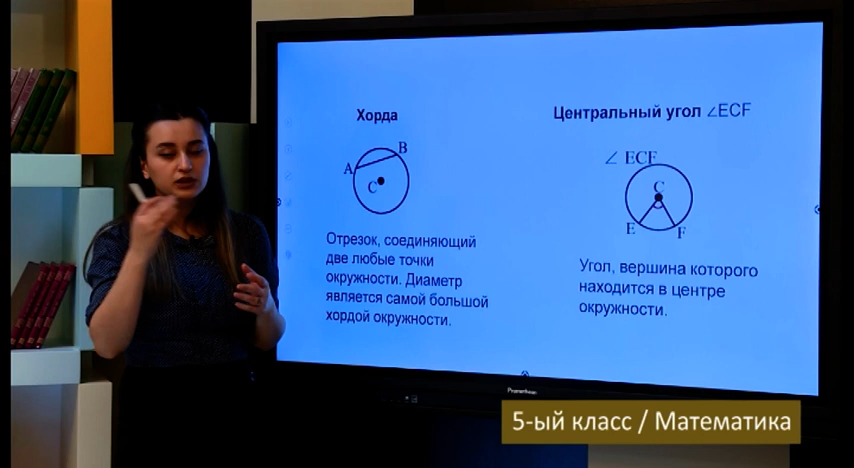 Хорда
A
B
C
Отрезок, соединяющий
две любые точки
окружности. Диаметр
является самой большой
хордой окружности.
Центральный угол ∠ECF
∠ ECF
C
E
F
Угол, вершина которого
находится в центре
окружности.
Promethean
5-ый класс / Математика